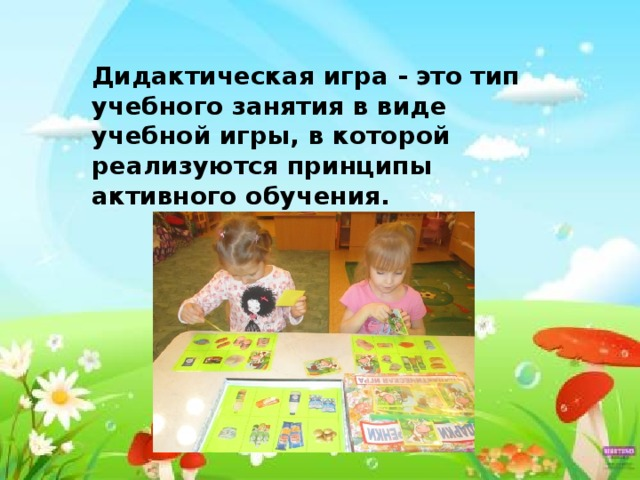 Дидактическая игра - это тип
учебного занятия в виде
учебной игры, в которой
реализуются принципы
активного обучения.